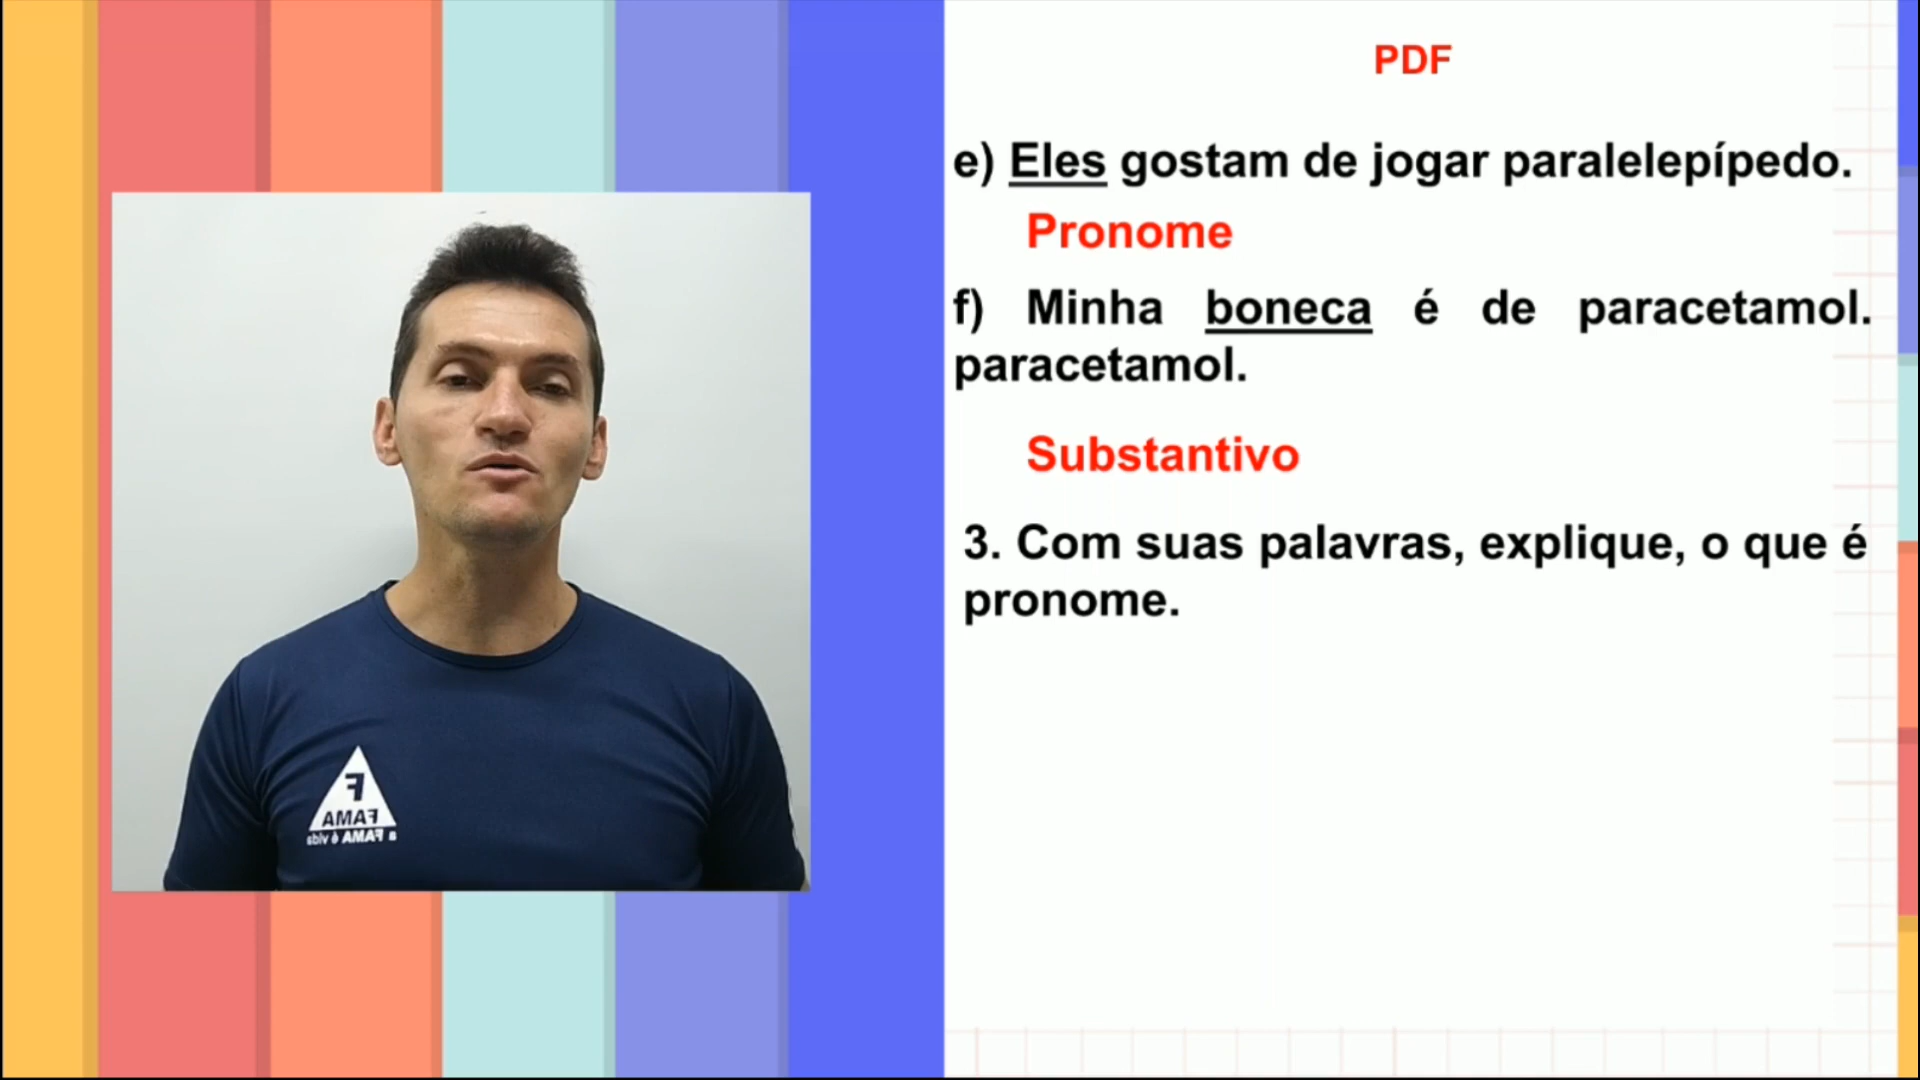 PDF
e) Eles gostam de jogar paralelepípedo.
Pronome
f) Minha boneca é de paracetamol.
paracetamol.
Substantivo
3. Com suas palavras, explique, o que é
pronome.
F
FAMA
a FAMA é vida